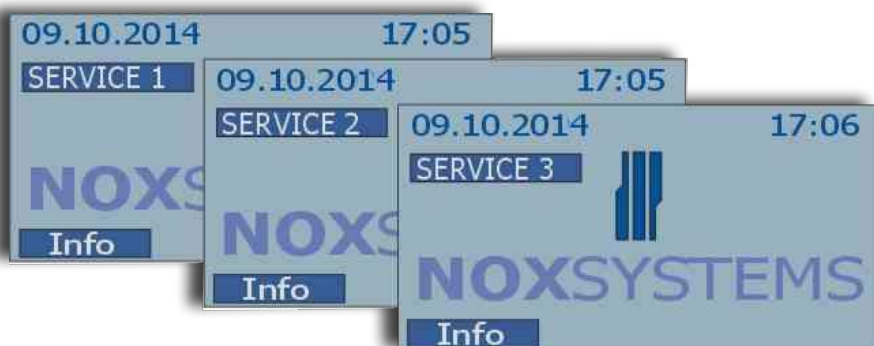 09.10.2014 17:05
SERVICE 1
NOXS
Info
09.10.2014 17:05
SERVICE 2
NOXS
Info
09.10.2014 17:06
SERVICE 3
NOXSYSTEMS
Info